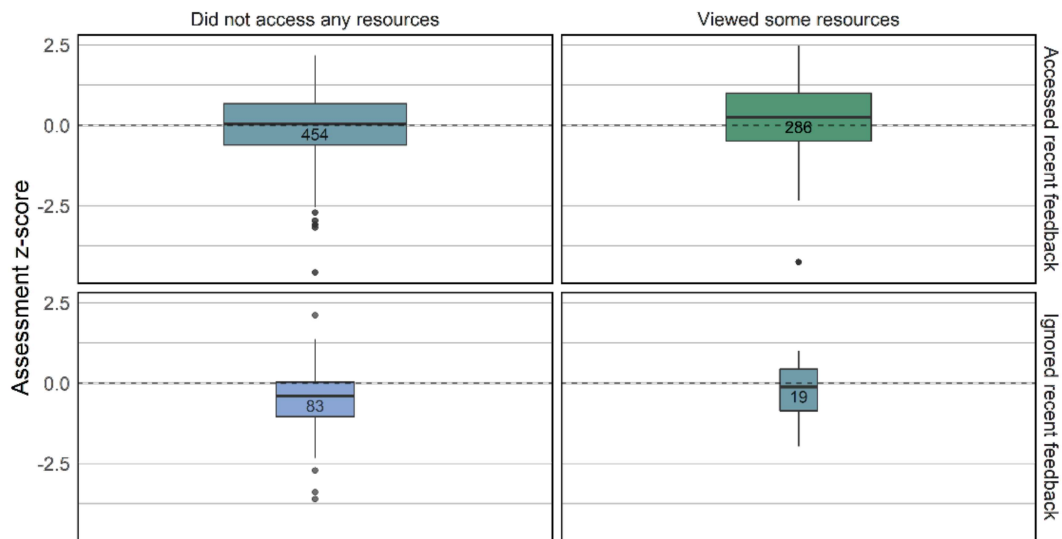 Did not access any resources
Viewed some resources
Assessment z-score
2.5
0.0
-2.5
454
286
Accessed recent feedback
2.5
0.0
-2.5
83
19
Ignored recent feedback